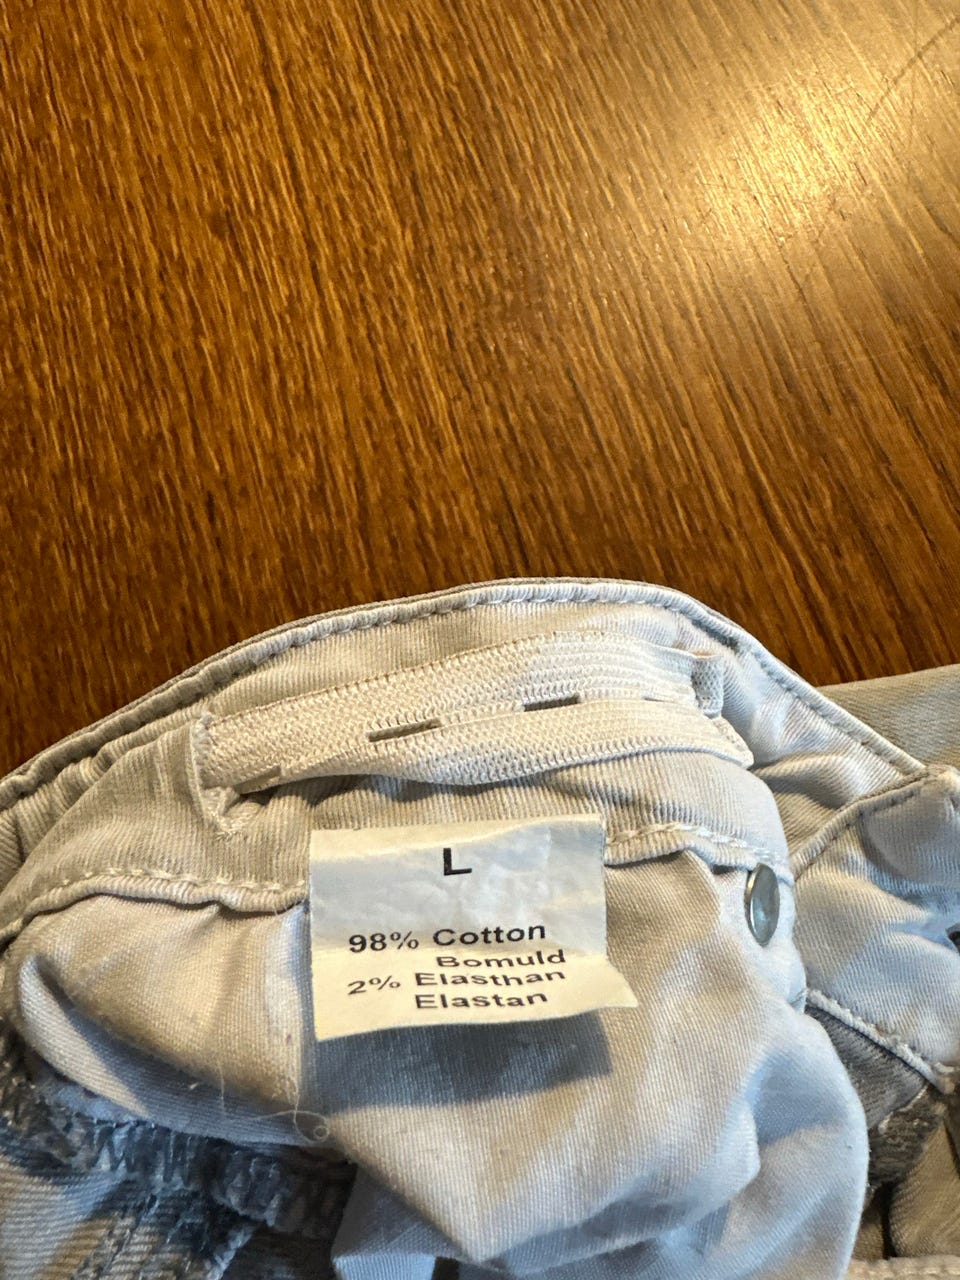 L
98% Cotton
Bomuld
2% Elasthan
Elastan